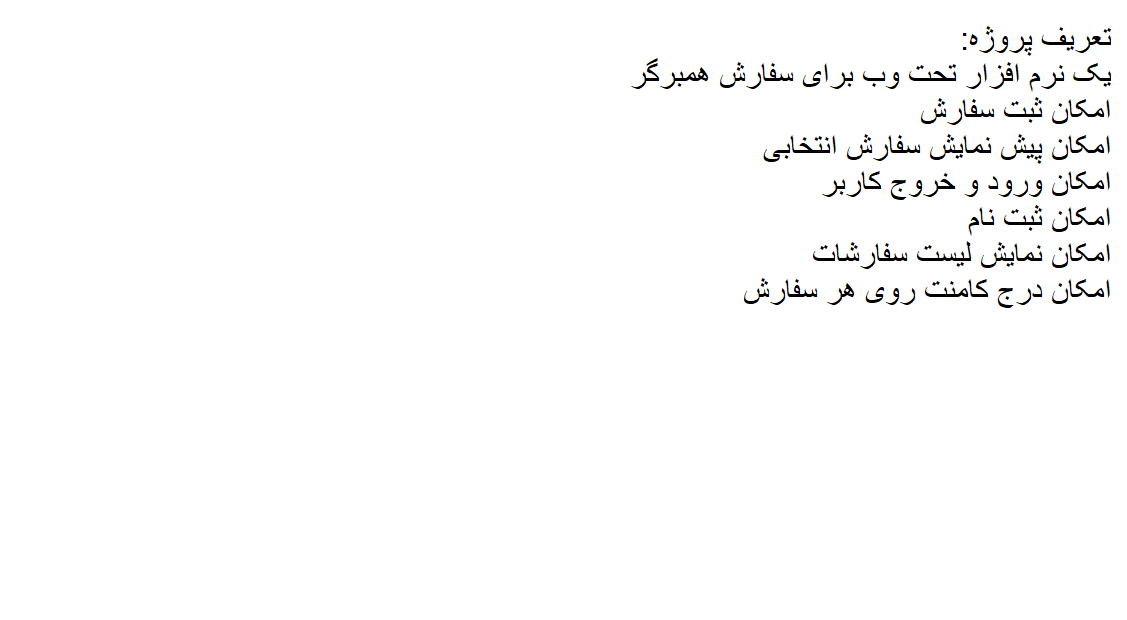 تعریف پروژه:
یک نرم افزار تحت وب برای سفارش همبرگر
امکان ثبت سفارش
امکان پیش نمایش سفارش انتخابی
امکان ورود و خروج کاربر
امکان ثبت نام
امکان نمایش لیست سفارشات
امکان درج کامنت روی هر سفارش